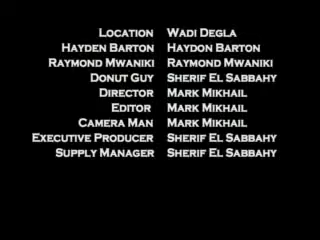 Location Wadi Degla
Hayden Barton Haydon Barton
Raymond Mwaniki Raymond Mwaniki
Donut Guy Sherif El Sabbahy
Director Mark Mikhail
Editor Mark Mikhail
Camera Man Mark Mikhail
Executive Producer Sherif El Sabbahy
Supply Manager Sherif El Sabbahy